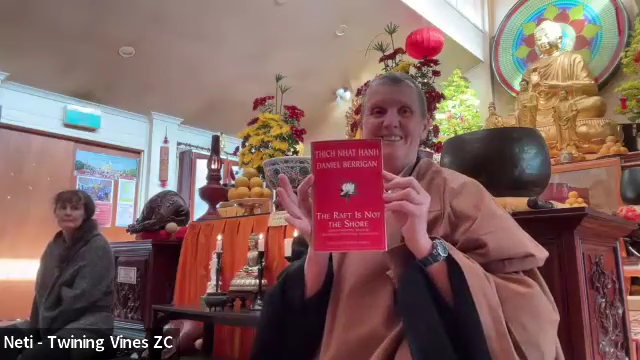 THICH NHAT HANH
DANIEL BERRIGAN
THE RAFT IS NOT
THE SHORE
Neti - Twining Vines ZC